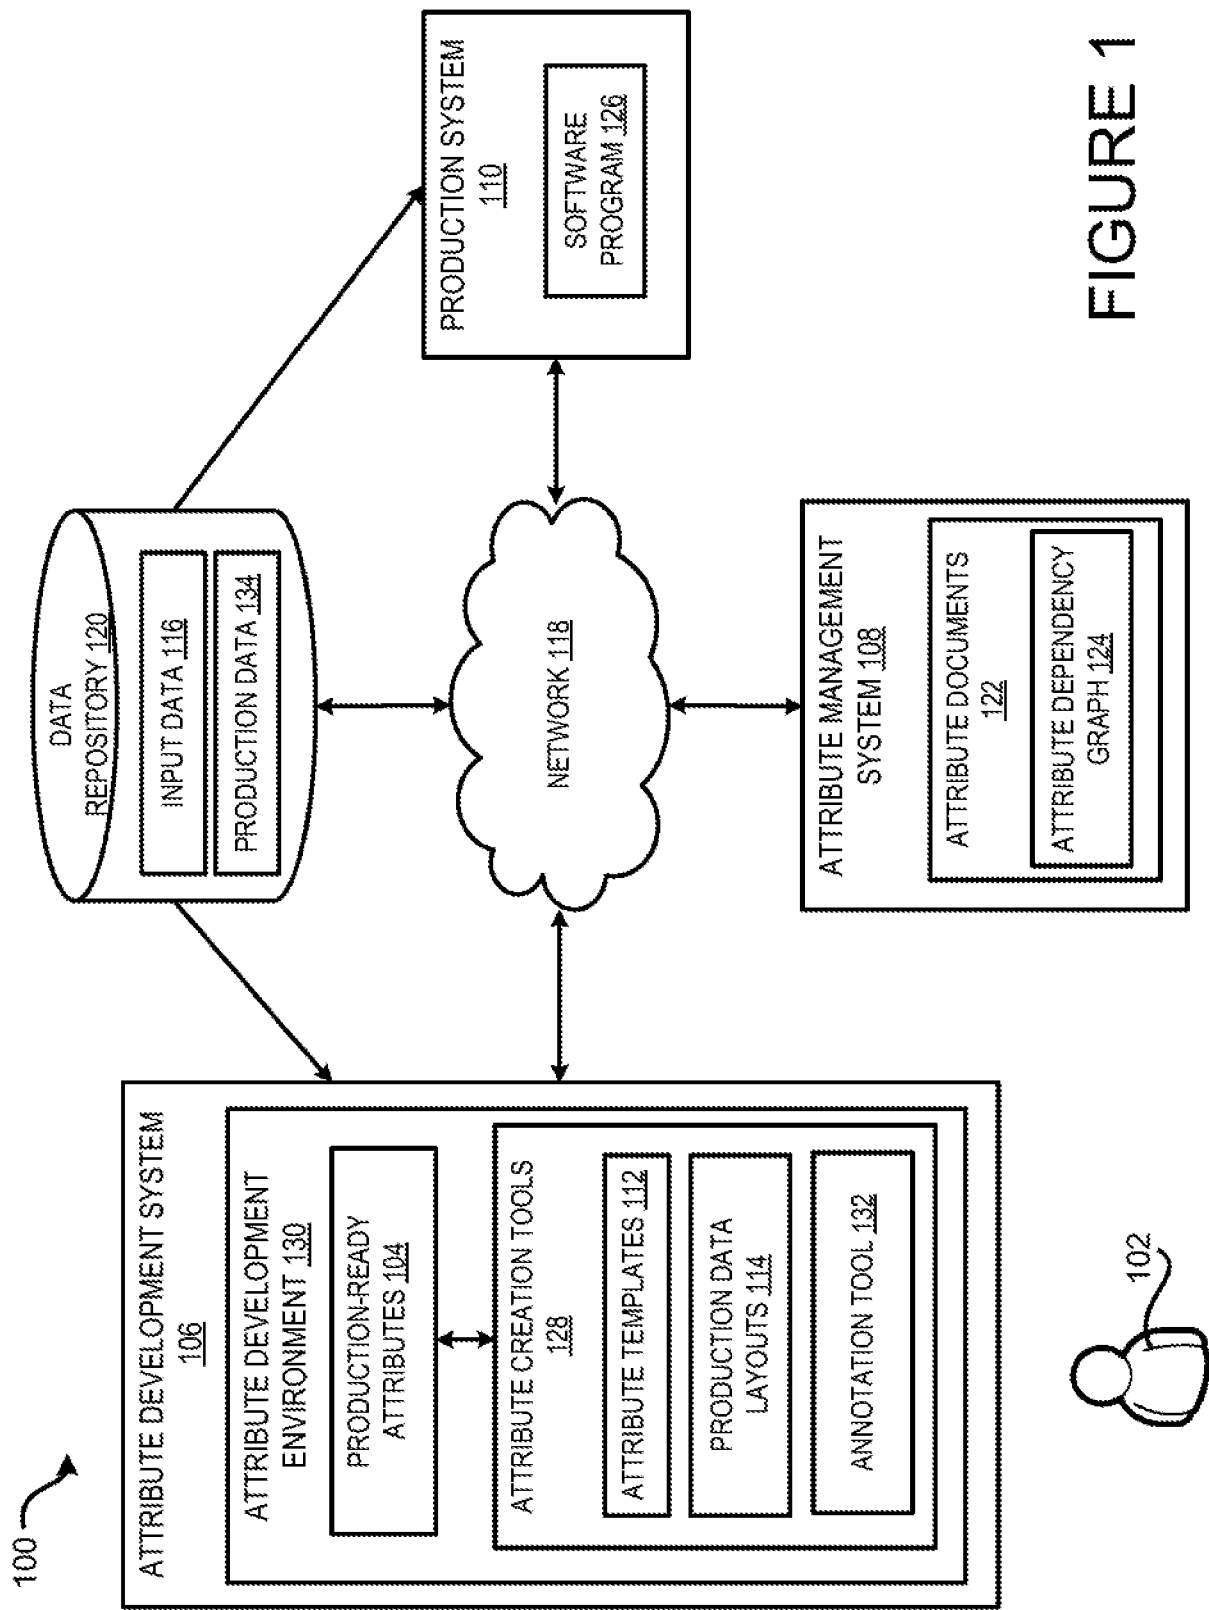 100
ATTRIBUTE DEVELOPMENT SYSTEM
106
ATTRIBUTE DEVELOPMENT
ENVIRONMENT 130
PRODUCTION-READY
ATTRIBUTES 104
ATTRIBUTE CREATION TOOLS
128
ATTRIBUTE TEMPLATES 112
PRODUCTION DATA
LAYOUTS 114
ANNOTATION TOOL 132
102
DATA
REPOSITORY 120
INPUT DATA 116
PRODUCTION DATA 134
NETWORK 118
ATTRIBUTE MANAGEMENT
SYSTEM 108
ATTRIBUTE DOCUMENTS
122
ATTRIBUTE DEPENDENCY
GRAPH 124
PRODUCTION SYSTEM
110
SOFTWARE
PROGRAM 126
FIGURE 1